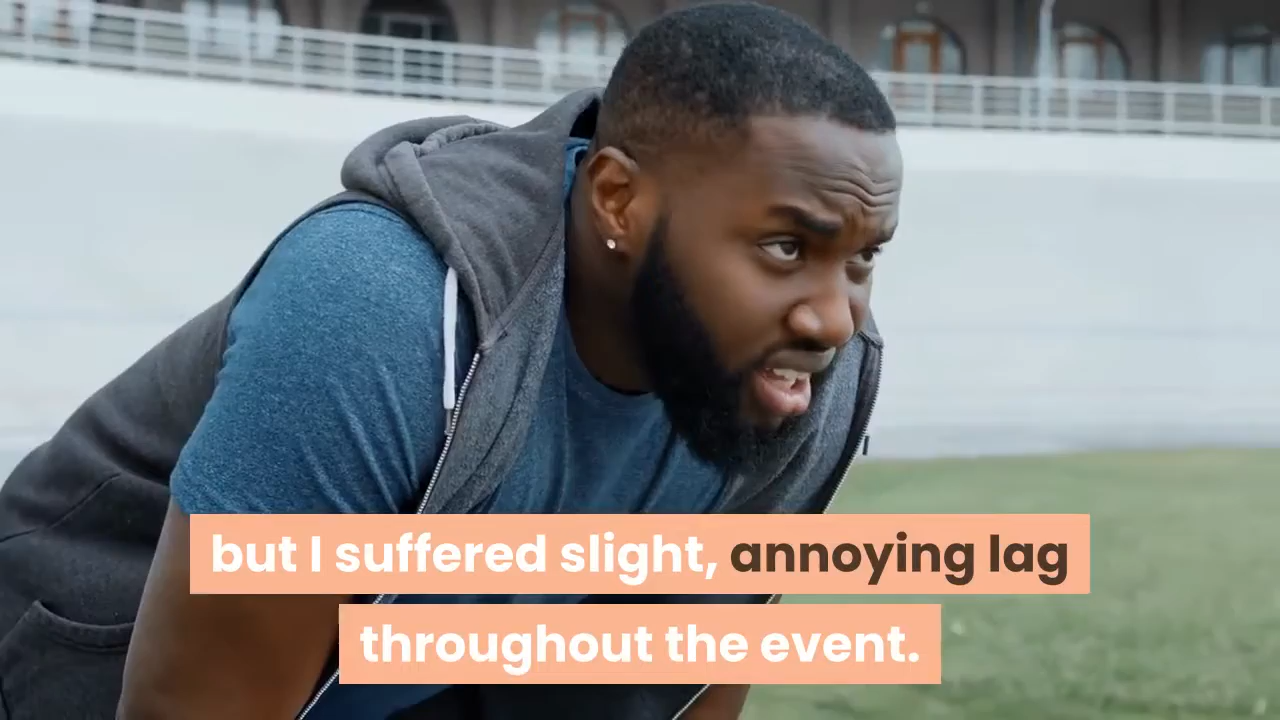 but I suffered slight, annoying lag
throughout the event.